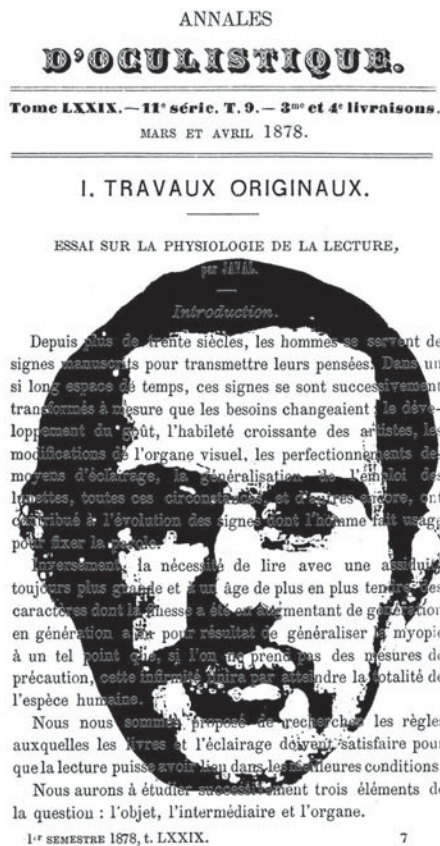 ANNALES
D'OCULISTIQUE.
Tome LXXIX.—11e série. T. 9.— 3me et 4e livraisons.
MARS ET AVRIL 1878.
I. TRAVAUX ORIGINAUX.
ESSAI SUR LA PHYSIOLOGIE DE LA LECTURE,
par JAVAL.
Introduction.
Depuis plus de trente siècles, les hommes se servent de
signes manuscrits pour transmettre leurs pensées. Dans un
si long espace de temps, ces signes se sont successivement
transformés à mesure que les besoins changeaient : le déve-
loppement du goût, l'habileté croissante des artistes, les
modifications de l'organe visuel, les perfectionnements des
moyens d'éclairage, la généralisation de l'emploi des
lunettes, toutes ces circonstances, et d'autres encore, ont
contribué à l'évolution des signes dont l'homme fait usage
pour fixer la parole.
Inversement, la nécessité de lire avec une assiduité
toujours plus grande et à un âge de plus en plus tendre des
caractères dont la finesse a été en augmentant de génération
en génération a eu pour résultat de généraliser la myopie
à un tel point que, si l'on ne prend pas des mesures de
précaution, cette infirmité finira par atteindre la totalité de
l'espèce humaine.
Nous nous sommes proposé de rechercher les règles
auxquelles les livres et l'éclairage doivent satisfaire pour
que la lecture puisse avoir lieu dans les meilleures conditions
Nous aurons à étudier successivement trois éléments de
la question : l'objet, l'intermédiaire et l'organe.
1er SEMESTRE 1878, t. LXXIX. 7